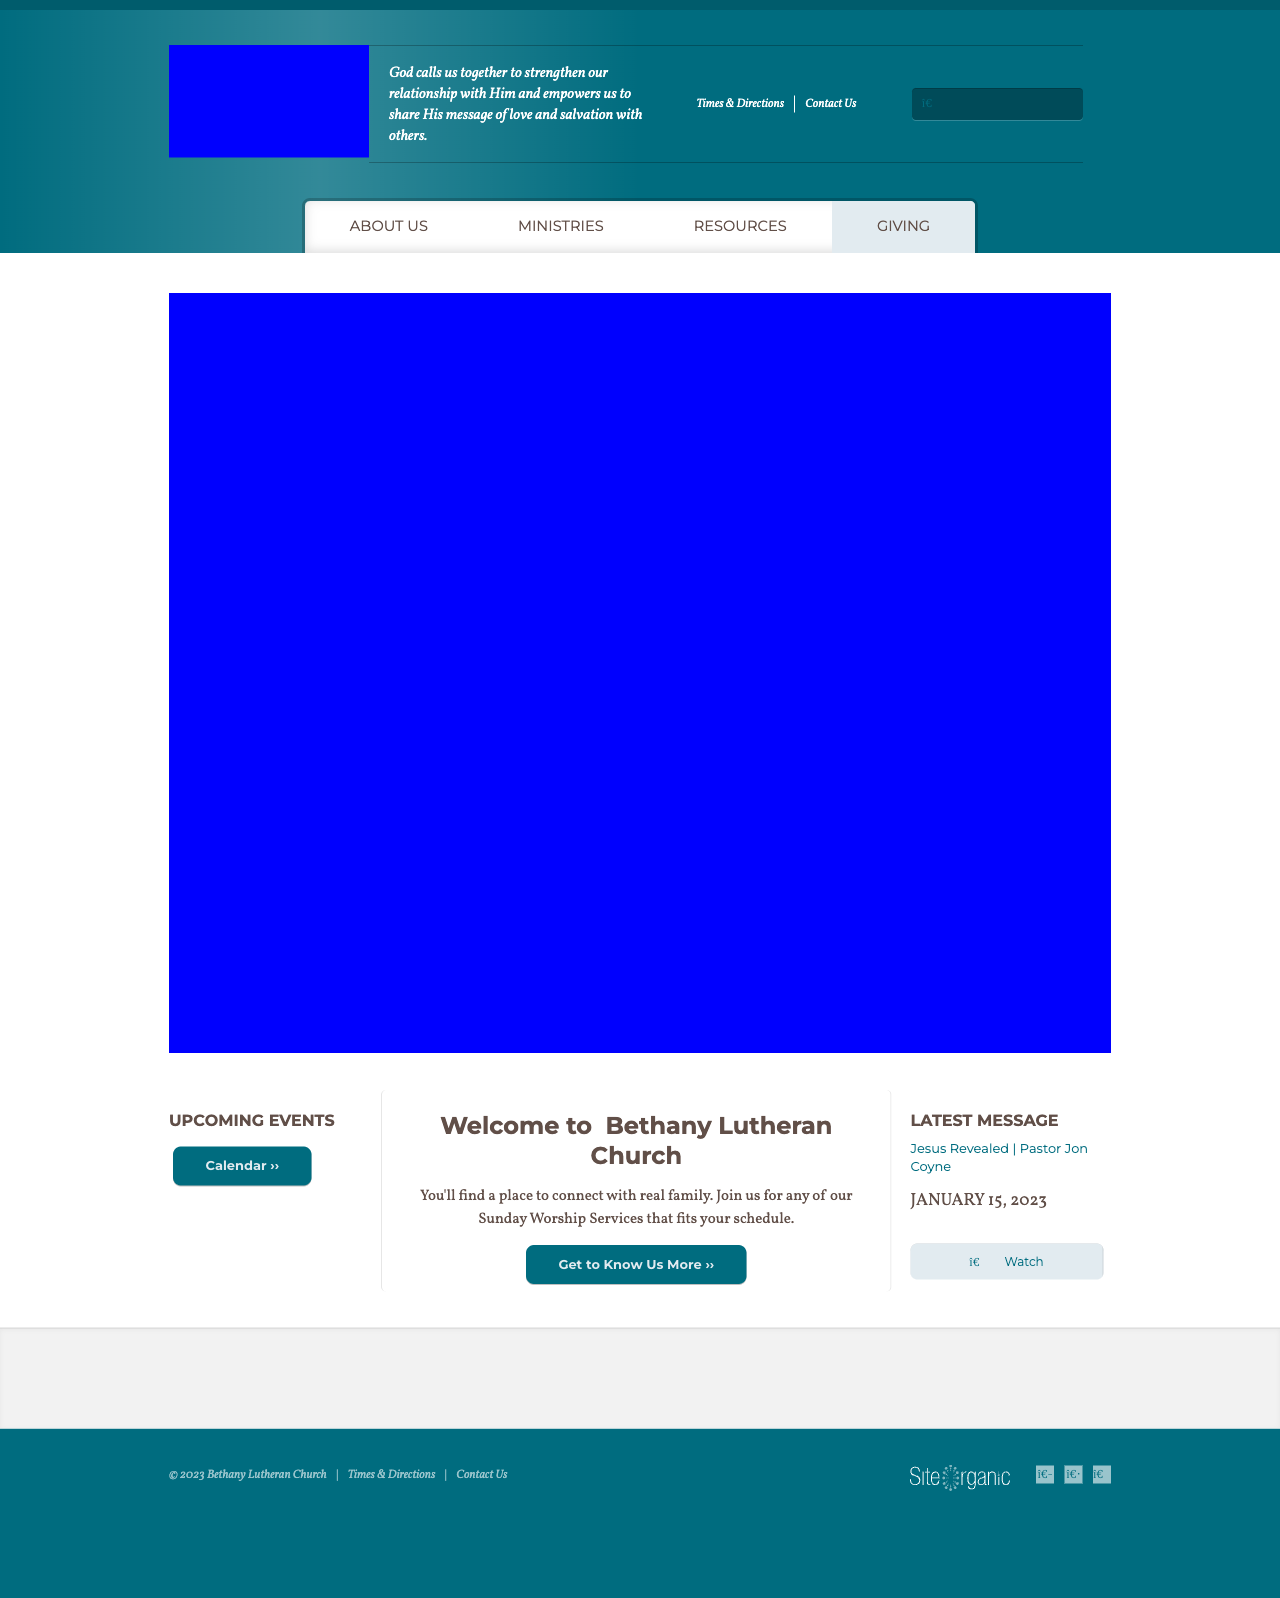 God calls us together to strengthen our
relationship with Him and empowers us to
share His message of love and salvation with
others.
Times & Directions
Contact Us
î€
ABOUT US
MINISTRIES
RESOURCES
GIVING
UPCOMING EVENTS
Calendar ››
Welcome to  Bethany Lutheran
Church
You'll find a place to connect with real family. Join us for any of our
Sunday Worship Services that fits your schedule.
Get to Know Us More ››
LATEST MESSAGE
Jesus Revealed | Pastor Jon
Coyne
JANUARY 15, 2023
î€ Watch
© 2023 Bethany Lutheran Church | Times & Directions | Contact Us
SiteOrganic